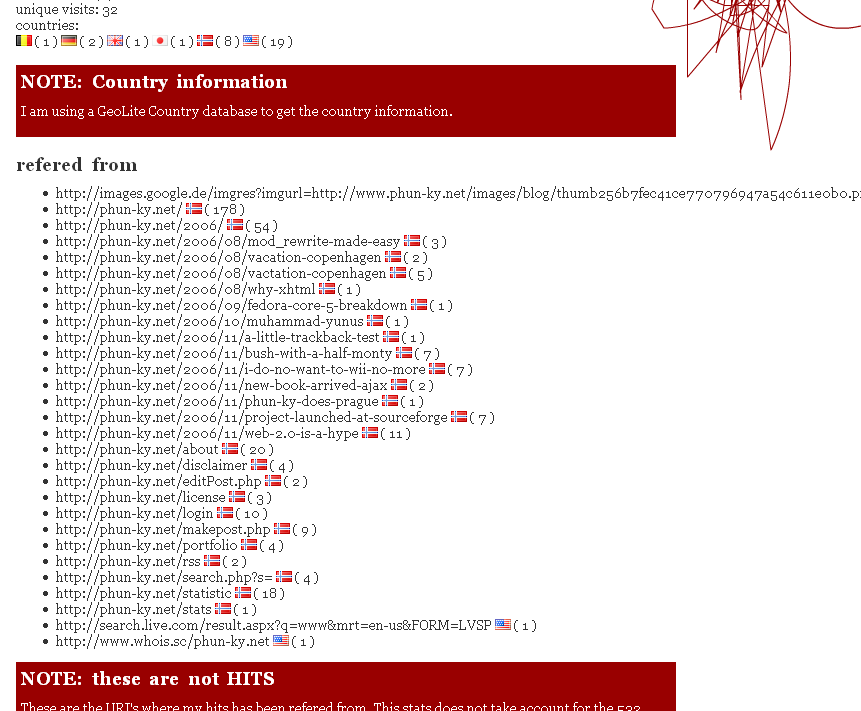 unique visits: 32
countries:
( 1 ) ( 2 ) ( 1 ) ( 1 ) ( 8 ) ( 19 )
NOTE: Country information
I am using a GeoLite Country database to get the country information.
refered from
http://images.google.de/imgres?imgurl=http://www.phun-ky.net/images/blog/thumb256b7fec41ce770796947a54c611e0b0.p
http://phun-ky.net/ ( 178 )
http://phun-ky.net/2006/ ( 54 )
http://phun-ky.net/2006/08/mod_rewrite-made-easy ( 3 )
http://phun-ky.net/2006/08/vacation-copenhagen ( 2 )
http://phun-ky.net/2006/08/vactation-copenhagen ( 5 )
http://phun-ky.net/2006/08/why-xhtml ( 1 )
http://phun-ky.net/2006/09/fedora-core-5-breakdown ( 1 )
http://phun-ky.net/2006/10/muhammad-yunus ( 1 )
http://phun-ky.net/2006/11/a-little-trackback-test ( 1 )
http://phun-ky.net/2006/11/bush-with-a-half-monty ( 7 )
http://phun-ky.net/2006/11/i-do-no-want-to-wii-no-more ( 7 )
http://phun-ky.net/2006/11/new-book-arrived-ajax ( 2 )
http://phun-ky.net/2006/11/phun-ky-does-prague ( 1 )
http://phun-ky.net/2006/11/project-launched-at-sourceforge ( 7 )
http://phun-ky.net/2006/11/web-2.0-is-a-hype ( 11 )
http://phun-ky.net/about ( 20 )
http://phun-ky.net/disclaimer ( 4 )
http://phun-ky.net/editPost.php ( 2 )
http://phun-ky.net/license ( 3 )
http://phun-ky.net/login ( 10 )
http://phun-ky.net/makepost.php ( 9 )
http://phun-ky.net/portfolio ( 4 )
http://phun-ky.net/rss ( 2 )
http://phun-ky.net/search.php?s= ( 4 )
http://phun-ky.net/statistic ( 18 )
http://phun-ky.net/stats ( 1 )
http://search.live.com/result.aspx?q=www&mrt=en-us&FORM=LVSP ( 1 )
http://www.whois.sc/phun-ky.net ( 1 )
NOTE: these are not HITS
These are the URI's where my hits has been refered from. This stats does not take account for the 532